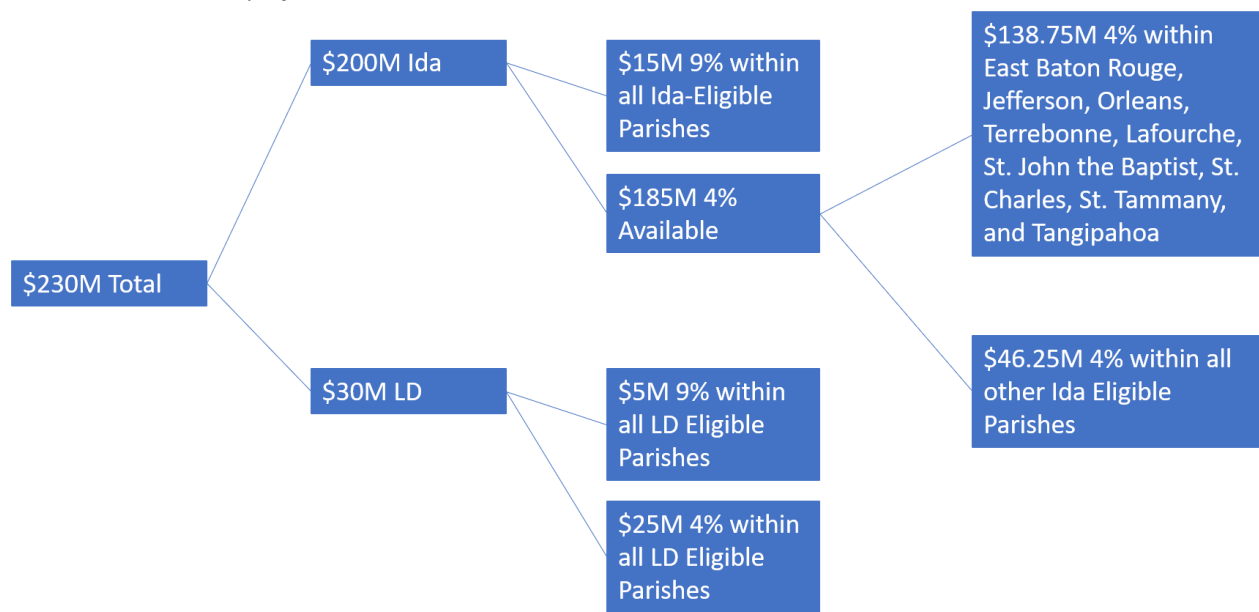 $230M Total
$200M Ida
$30M LD
$15M 9% within
all Ida-Eligible
Parishes
$185M 4%
Available
$5M 9% within
all LD Eligible
Parishes
$25M 4% within
all LD Eligible
Parishes
$138.75M 4% within
East Baton Rouge,
Jefferson, Orleans,
Terrebonne, Lafourche,
St. John the Baptist, St.
Charles, St. Tammany,
and Tangipahoa
$46.25M 4% within all
other Ida Eligible
Parishes